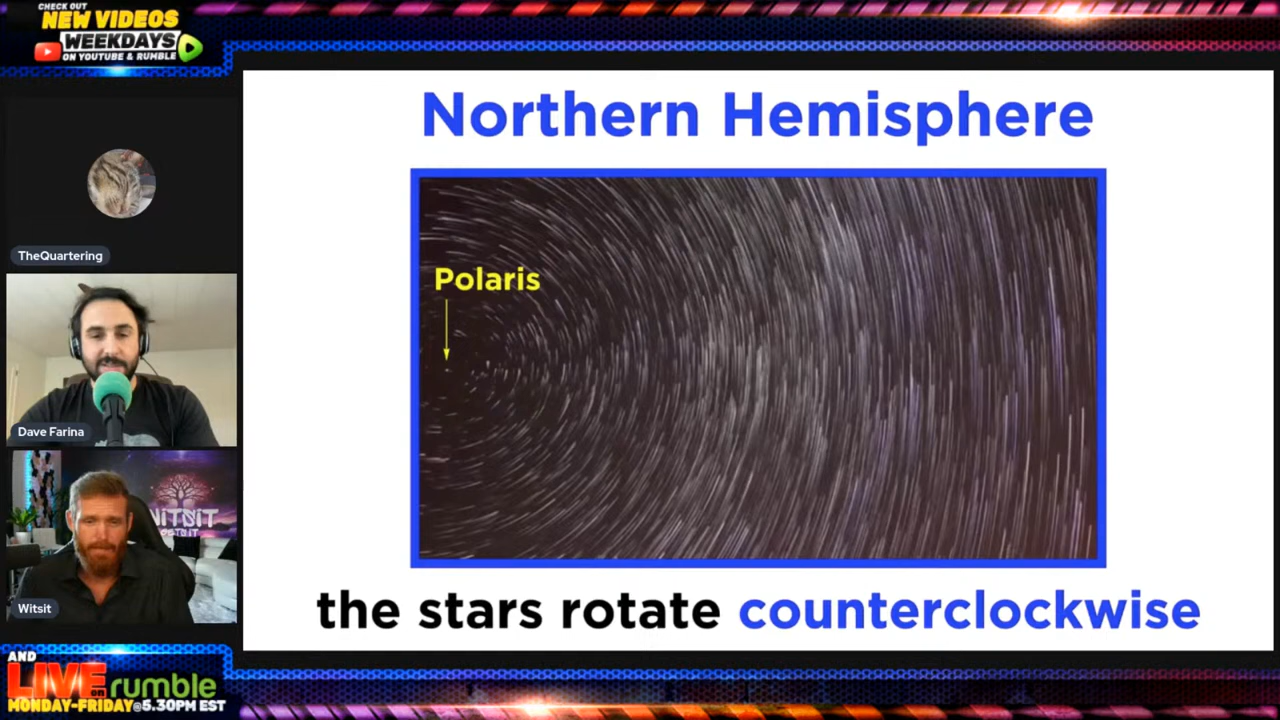 CHECK OUT
NEW VIDEOS
WEEKDAYS
ON YOUTUBE & RUMBLE
TheQuartering
Dave Farina
WiTSiT
Witsit
AND
LIVE on rumble
MONDAY-FRIDAY@5.30PM EST
Northern Hemisphere
Polaris
the stars rotate counterclockwise